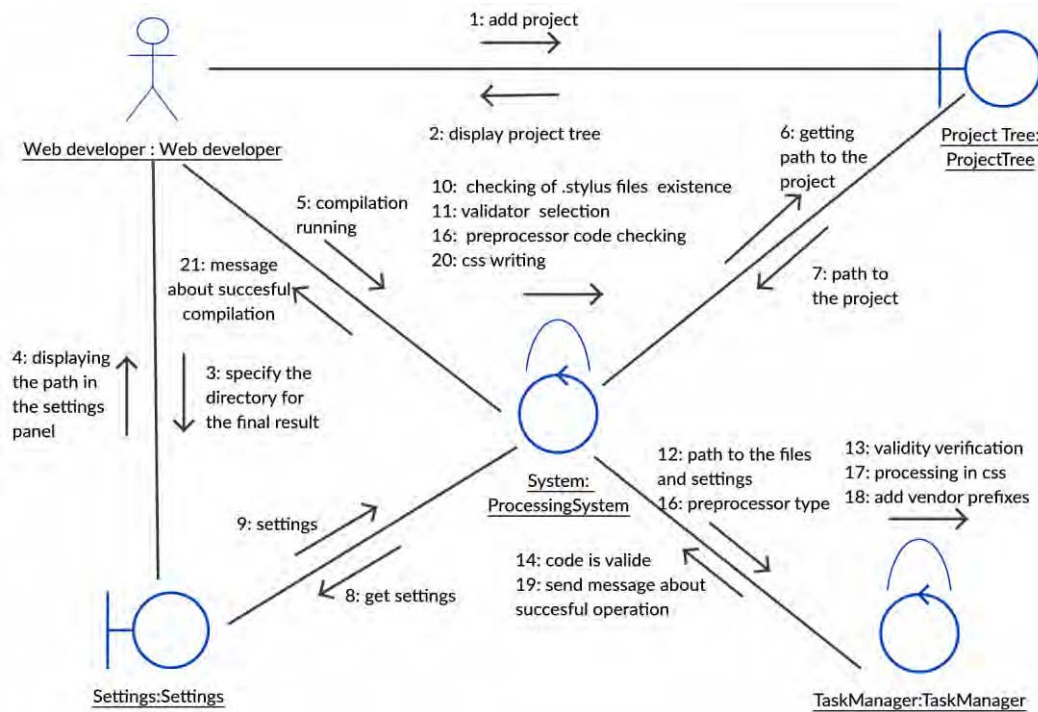 1: add project
2: display project tree
Web developer : Web developer
Project Tree:
ProjectTree
6: getting
path to the
project
10: checking of .stylus files existence
11: validator selection
16: preprocessor code checking
20: css writing
5: compilation
running
21: message
about succesful
compilation
7: path to
the project
4: displaying
the path in
the settings
panel
3: specify the
directory for
the final result
System:
ProcessingSystem
12: path to the files
and settings
16: preprocessor type
13: validity verification
17: processing in css
18: add vendor prefixes
9: settings
8: get settings
14: code is valide
19: send message about
succesful operation
Settings:Settings
TaskManager:TaskManager